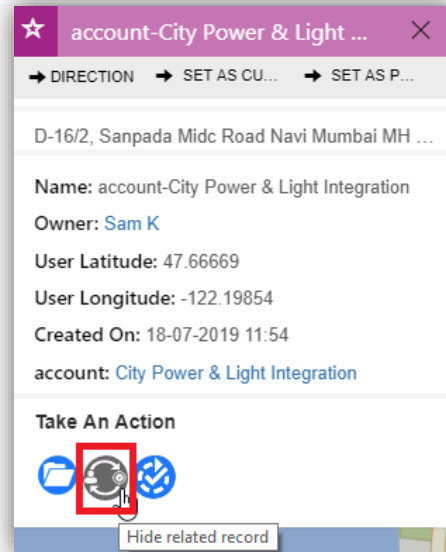 account-City Power & Light ...
DIRECTION SET AS CU... SET AS P...
D-16/2, Sanpada Midc Road Navi Mumbai MH ...
Name: account-City Power & Light Integration
Owner: Sam K
User Latitude: 47.66669
User Longitude: -122.19854
Created On: 18-07-2019 11:54
account: City Power & Light Integration
Take An Action
Hide related record